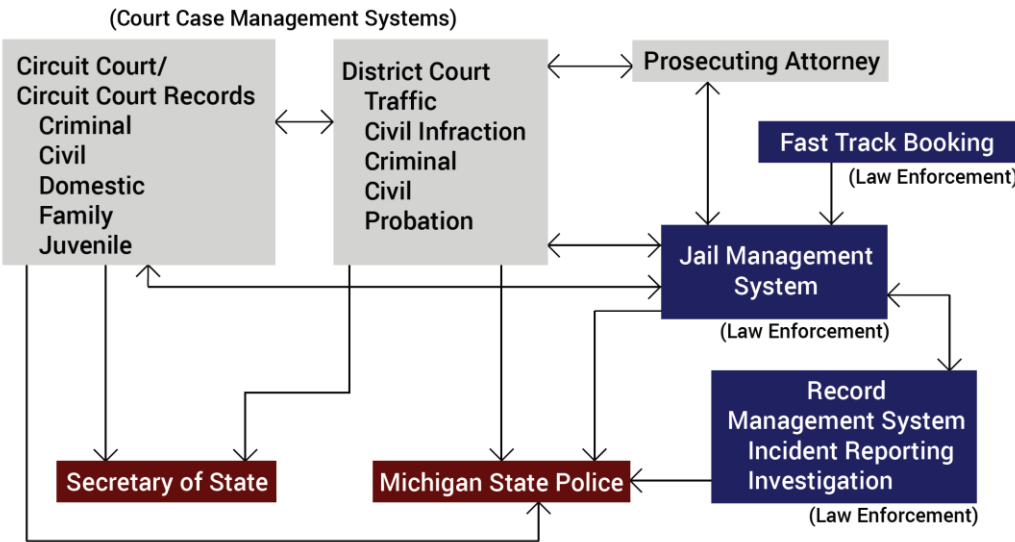 (Court Case Management Systems)
Circuit Court/
Circuit Court Records
Criminal
Civil
Domestic
Family
Juvenile
District Court
Traffic
Civil Infraction
Criminal
Civil
Probation
Prosecuting Attorney
Fast Track Booking
(Law Enforcement)
Jail Management
System
(Law Enforcement)
Record
Management System
Incident Reporting
Investigation
(Law Enforcement)
Secretary of State
Michigan State Police